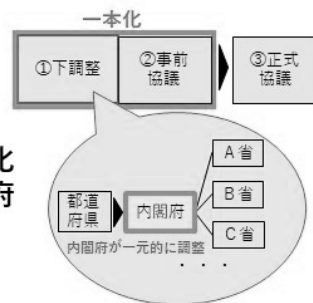 一本化
①下調整
②事前
協議
③正式
協議
化
府
都道
府県
内閣府
A省
B省
C省
内閣府が一元的に調整
・・・